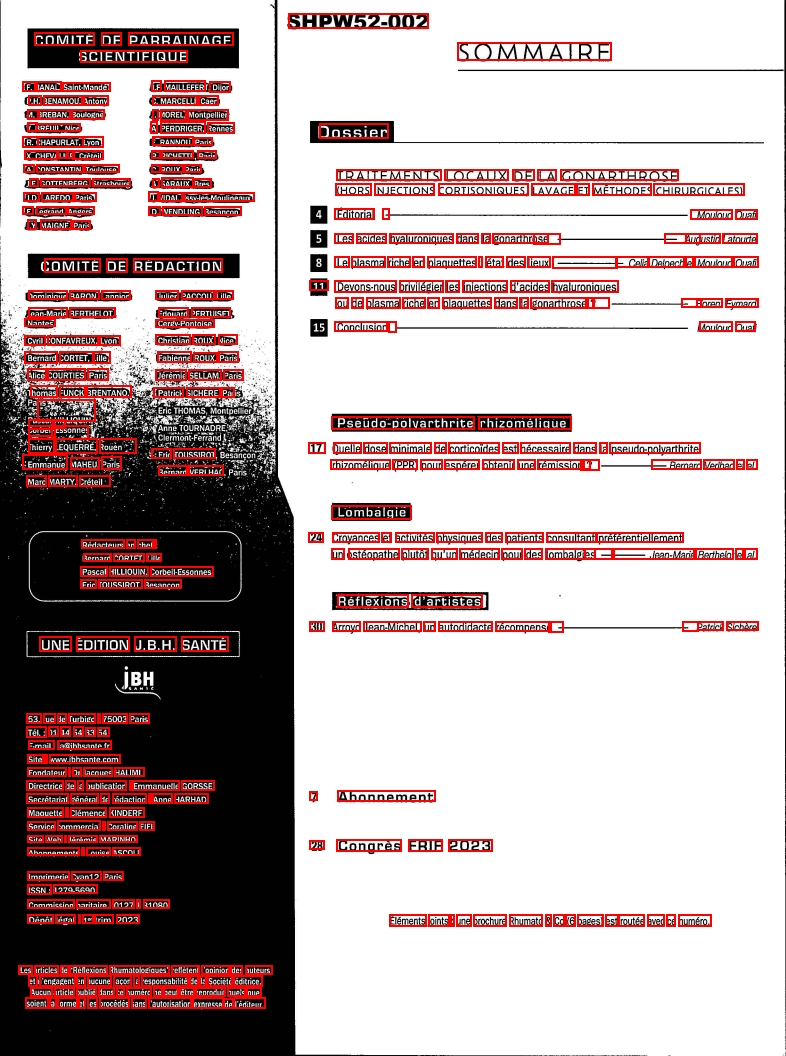 SHPW52-002
SOMMAIRE
COMITÉ DE PARRAINAGE
SCIENTIFIQUE
Saint-Mandé
P.H. BENAMOU, Antony
M. BREBAN, Boulogne
R. CHAPURLAT, Lyon
Créteil
A. CONSTANTIN, Toulouse
J.E. GOTTENBERG, Strasbourg
J.D. LAREDO, Paris
E. Legrand, Angers
J.Y. MAIGNE, Paris
J.F. MAILLEFERT, Dijon
C. MARCELLI, Caen
J. MOREL, Montpellier
A. PERDRIGER, Rennes
F. RANNOU, Paris
P. RICHETTE, Paris
C. ROUX, Paris
A. SARAUX, Brest
T. VIDAL, Issy-les-Moulineaux
D. WENDLING, Besançon
COMITÉ DE RÉDACTION
Dominique BARON, Lannion
Jean-Marie BERTHELOT,
Nantes
Cyril CONFAVREUX, Lyon
Bernard CORTET, Lille
Alice COURTIES, Paris
Thomas FUNCK BRENTANO,
Paris
Corbeil-Essonnes
Thierry LEQUERRÉ, Rouen
Emmanuel MAHEU, Paris
Marc MARTY, Créteil
Julien PACCOU, Lille
Edouard PERTUISET,
Cergy-Pontoise
Christian ROUX, Nice
Fabienne ROUX, Paris
Jérémie SELLAM, Paris
Patrick SICHERE, Paris
Eric THOMAS, Montpellier
Anne TOURNADRE,
Clermont-Ferrand
Eric TOUSSIROT, Besançon
Bernard VERLHAC, Paris
Rédacteurs en chef
Bernard CORTET, Lille
Pascal HILLIQUIN, Corbeil-Essonnes
Eric TOUSSIROT, Besançon
UNE ÉDITION J.B.H. SANTÉ
JBH
SANTÉ
53, rue de Turbigo - 75003 Paris
Tél. : 01 44 54 33 54
Site : www.jbhsante.com
Fondateur : Dr Jacques HALIMI
Directrice de la publication : Emmanuelle GORSSE
Secrétariat général de rédaction : Anne HARHAD
Maquette : Clémence KINDERF
Service commercial : Coraline FIFI
Site Web : Jérémie MARINHO
Abonnements : Louise ASCOLI
Imprimerie Cyan12, Paris
ISSN : 1279-5690
Commission paritaire : 0127 T 81080
Dépôt légal : 1er trim. 2023
Les articles de "Réflexions Rhumatologiques" reflètent l'opinion des auteurs
et n'engagent en aucune façon la responsabilité de la Société éditrice.
Aucun article publié dans ce numéro ne peut être reproduit quels que
soient la forme et les procédés sans l'autorisation expresse de l'éditeur.
Dossier
TRAITEMENTS LOCAUX DE LA GONARTHROSE
(HORS INJECTIONS CORTISONIQUES, LAVAGE ET MÉTHODES CHIRURGICALES)
4 Editorial Mouloud Ouafi
5 Les acides hyaluroniques dans la gonarthrose Augustin Latourte
8 Le plasma riche en plaquettes : l'état des lieux Celia Delpech et Mouloud Ouafi
11 Devons-nous privilégier les injections d'acides hyaluroniques
ou de plasma riche en plaquettes dans la gonarthrose ? Floren Eymard
15 Conclusion Mouloud Ouafi
Pseudo-polyarthrite rhizomélique
17 Quelle dose minimale de corticoïdes est nécessaire dans la pseudo-polyarthrite
rhizomélique (PPR) pour espérer obtenir une rémission ? Bernard Verlhac et al.
Lombalgie
24 Croyances et activités physiques des patients consultant préférentiellement
un ostéopathe plutôt qu'un médecin pour des lombalgies Jean-Marie Berthelot et al.
Réflexions d'artistes
30 Arroyo (Jean-Michel), un autodidacte récompensé Patrick Sichère
7 Abonnement
28 Congrès FRIF 2023
Éléments joints : une brochure Rhumato & Co (6 pages) est routée avec ce numéro.